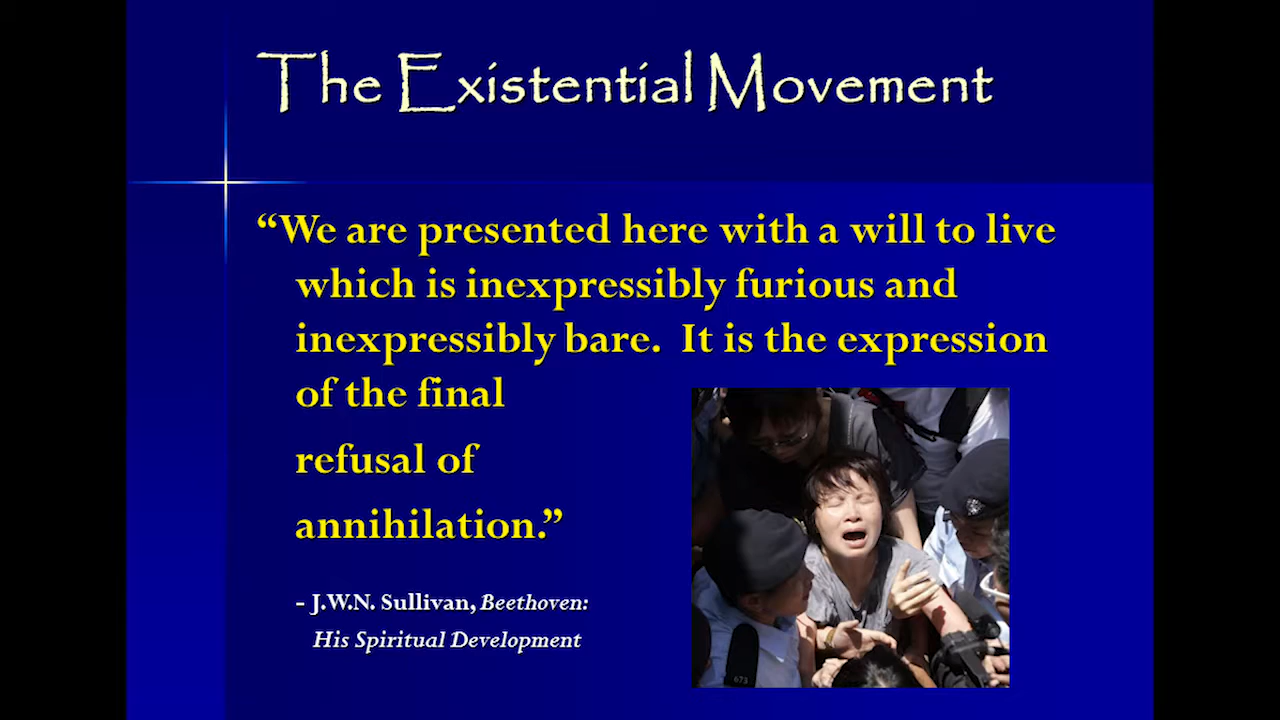 The Existential Movement
“We are presented here with a will to live
which is inexpressibly furious and
inexpressibly bare.  It is the expression
of the final
refusal of
annihilation.”
- J.W.N. Sullivan, Beethoven:
His Spiritual Development
673